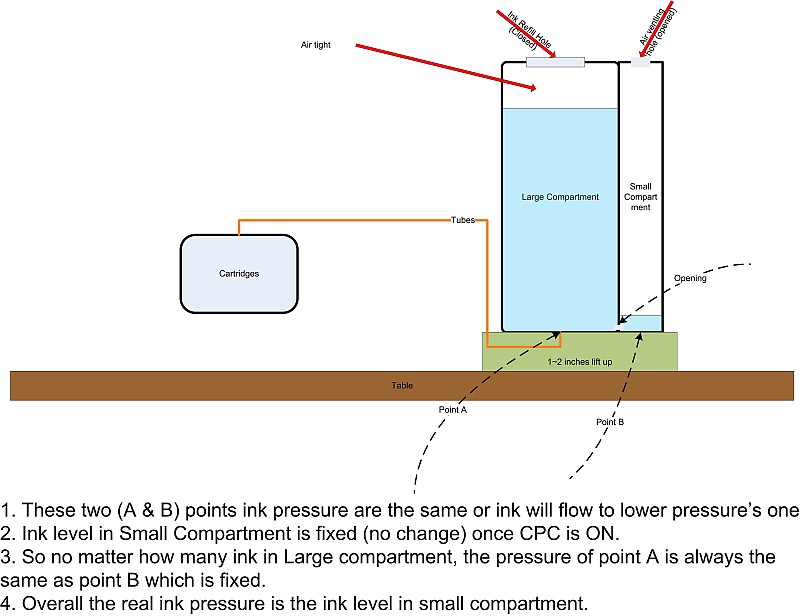 Ink Refill Hole
(Closed)
Air venting
hole (opened)
Air tight
Large Compartment
Small
Compart
ment
Tubes
Cartridges
Opening
1~2 inches lift up
Table
Point A
Point B
1. These two (A & B) points ink pressure are the same or ink will flow to lower pressure's one
2. Ink level in Small Compartment is fixed (no change) once CPC is ON.
3. So no matter how many ink in Large compartment, the pressure of point A is always the
same as point B which is fixed.
4. Overall the real ink pressure is the ink level in small compartment.